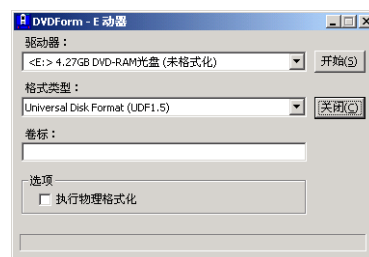 DVDForm - E 动器
驱动器：
<E:> 4.27GB DVD-RAM光盘 (未格式化)
开始(S)
格式类型：
Universal Disk Format (UDF1.5)
关闭(C)
卷标：
选项
执行物理格式化